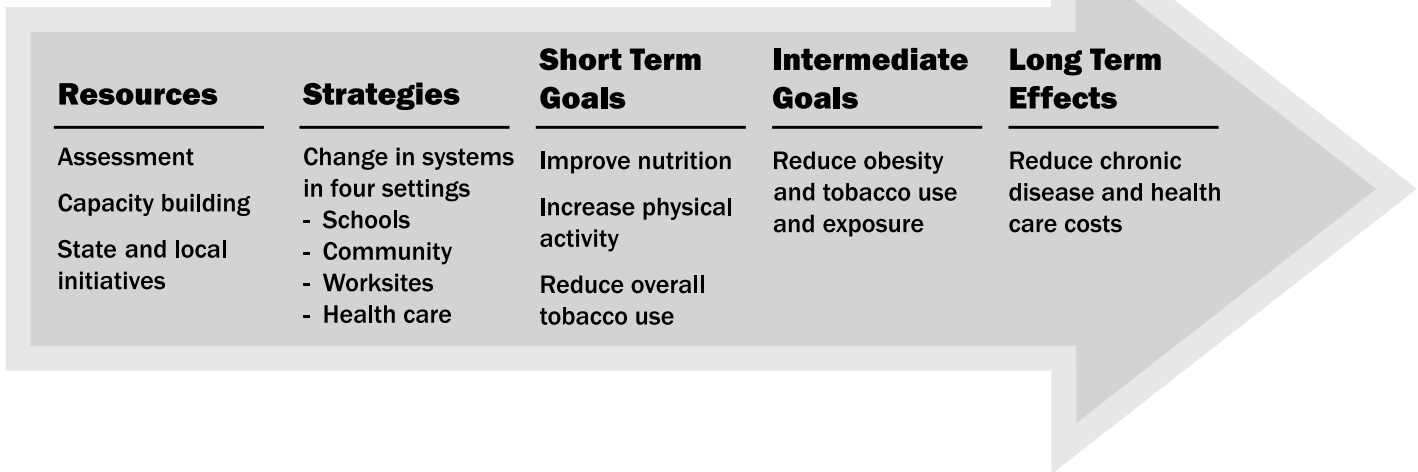 Resources
Assessment
Capacity building
State and local
initiatives
Strategies
Change in systems
in four settings
- Schools
- Community
- Worksites
- Health care
Short Term
Goals
Improve nutrition
Increase physical
activity
Reduce overall
tobacco use
Intermediate
Goals
Reduce obesity
and tobacco use
and exposure
Long Term
Effects
Reduce chronic
disease and health
care costs